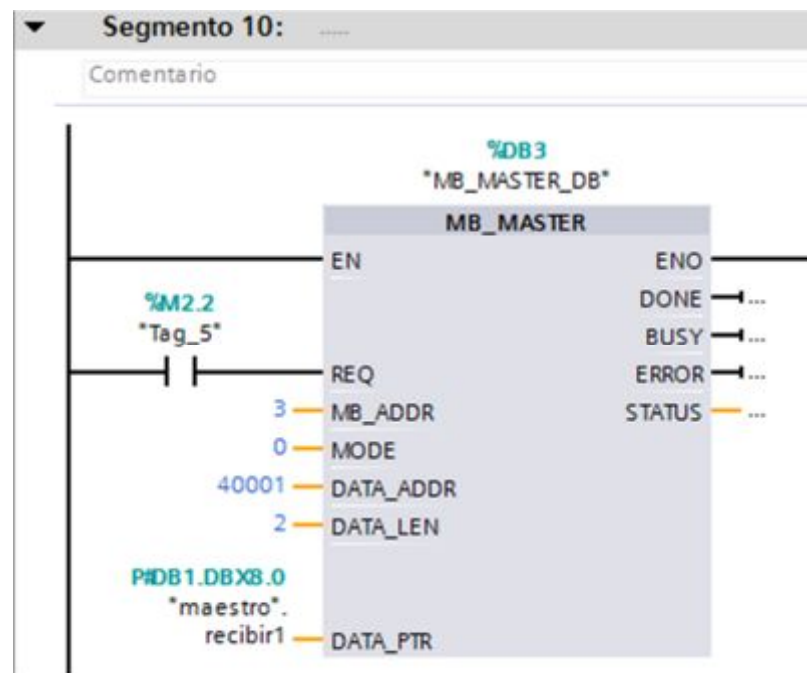 Segmento 10: .....
Comentario
%DB3
"MB_MASTER_DB"
MB_MASTER
EN
ENO
%M2.2
DONE ...
"Tag_5"
BUSY ...
REQ
ERROR ...
3 MB_ADDR
STATUS ...
0 MODE
40001 DATA_ADDR
2 DATA_LEN
P#DB1.DBX8.0
"maestro".
recibir1 DATA_PTR